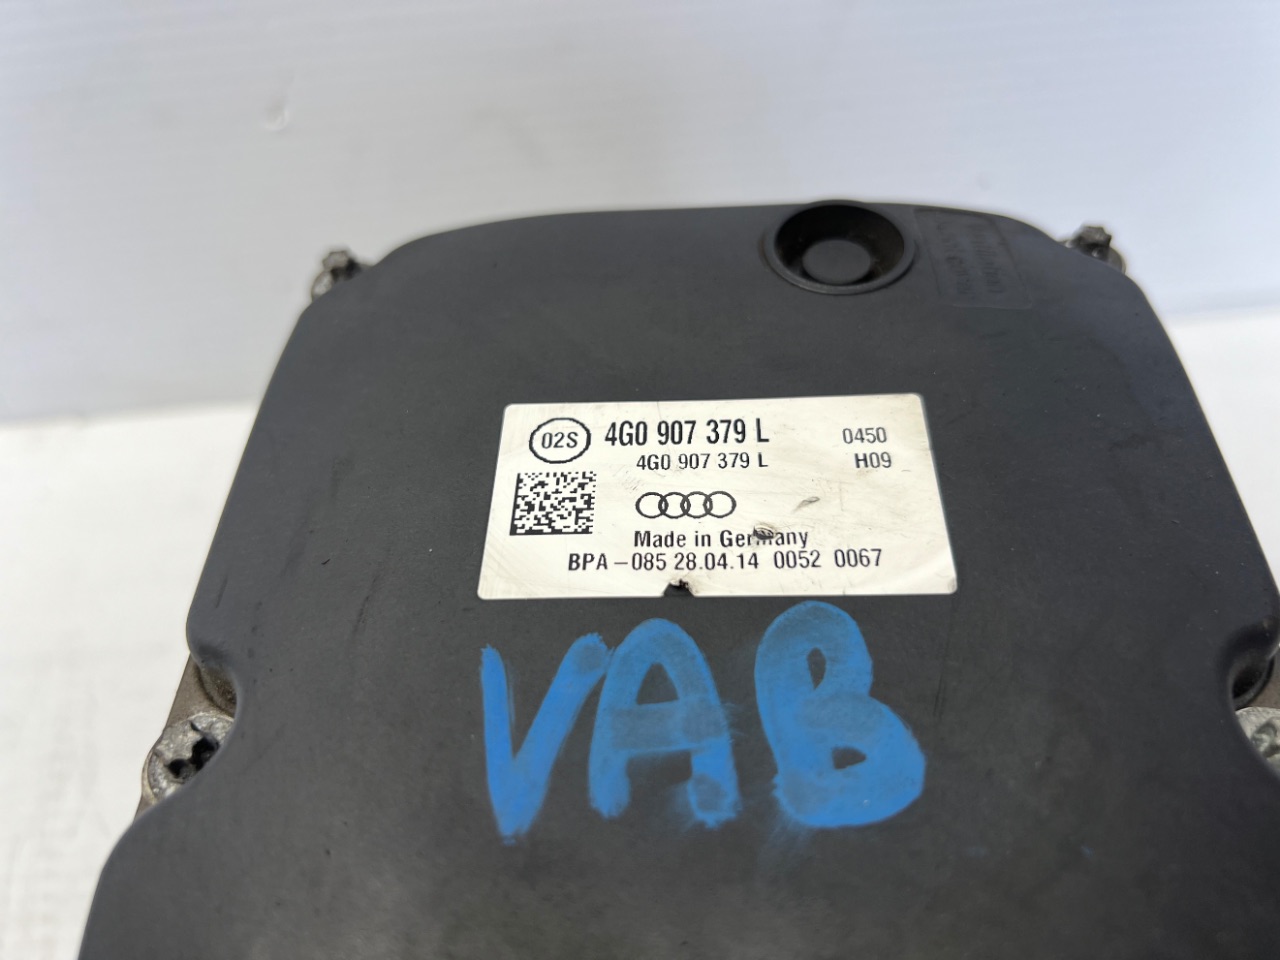 02S 4G0 907 379 L 0450
4G0 907 379 L H09
Made in Germany
BPA-085 28.04.14 0052 0067
VAB